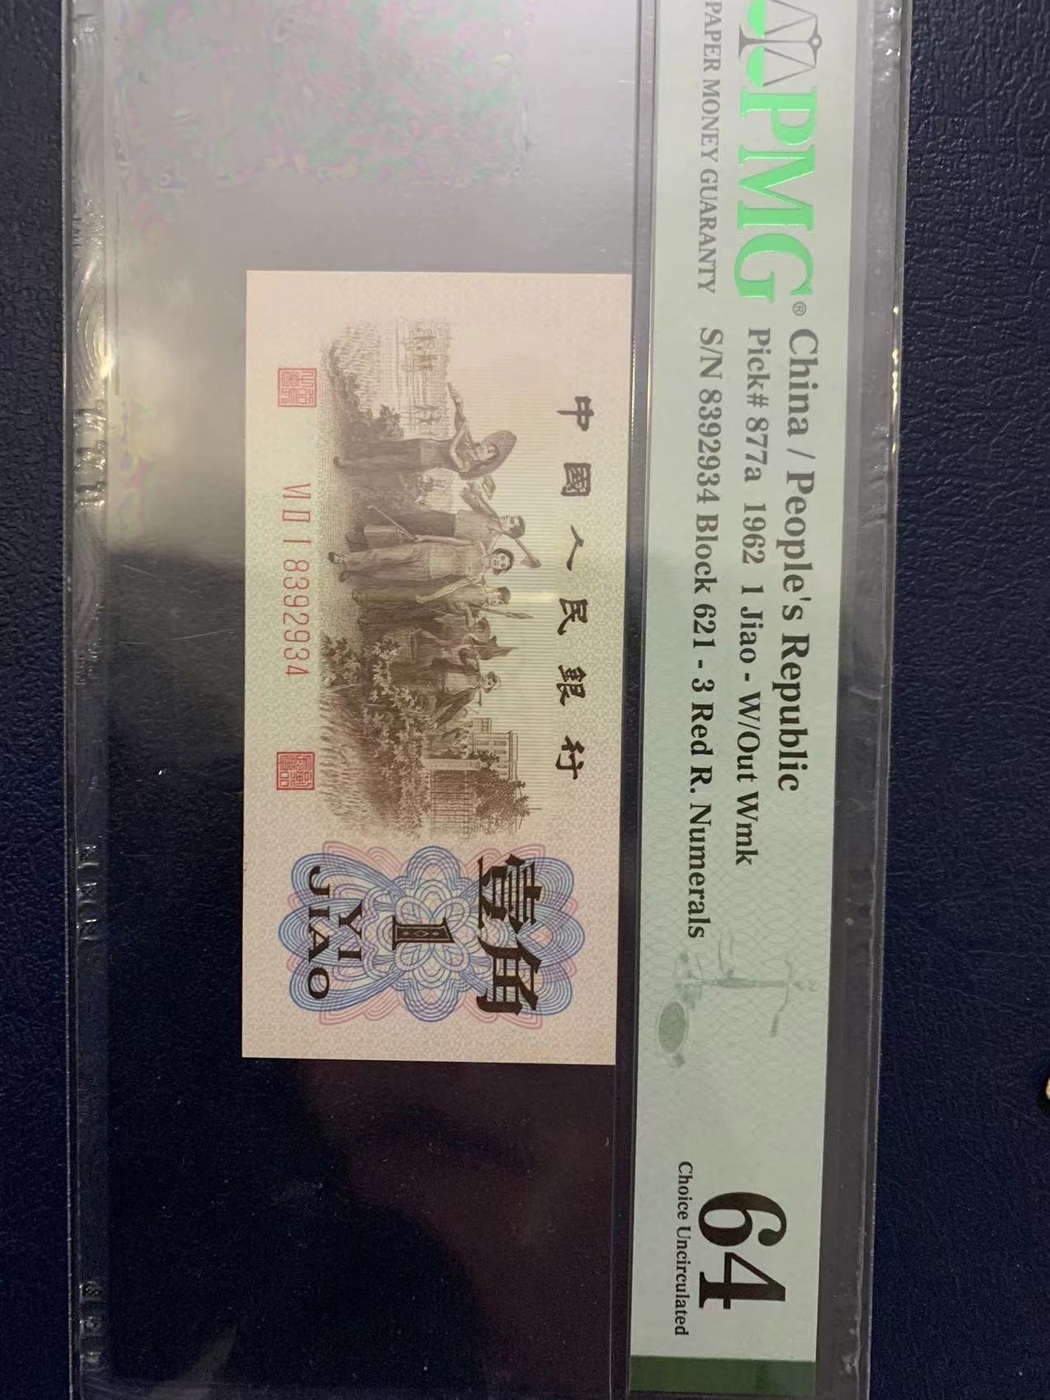 PMG®
PAPER MONEY GUARANTY
China / People's Republic
Pick# 877a 1962 1 Jiao - W/Out Wmk
S/N 8392934 Block 621 - 3 Red R. Numerals
64
Choice Uncirculated
中國人民銀行
壹角
1
YI
JIAO
VIIII 8392934